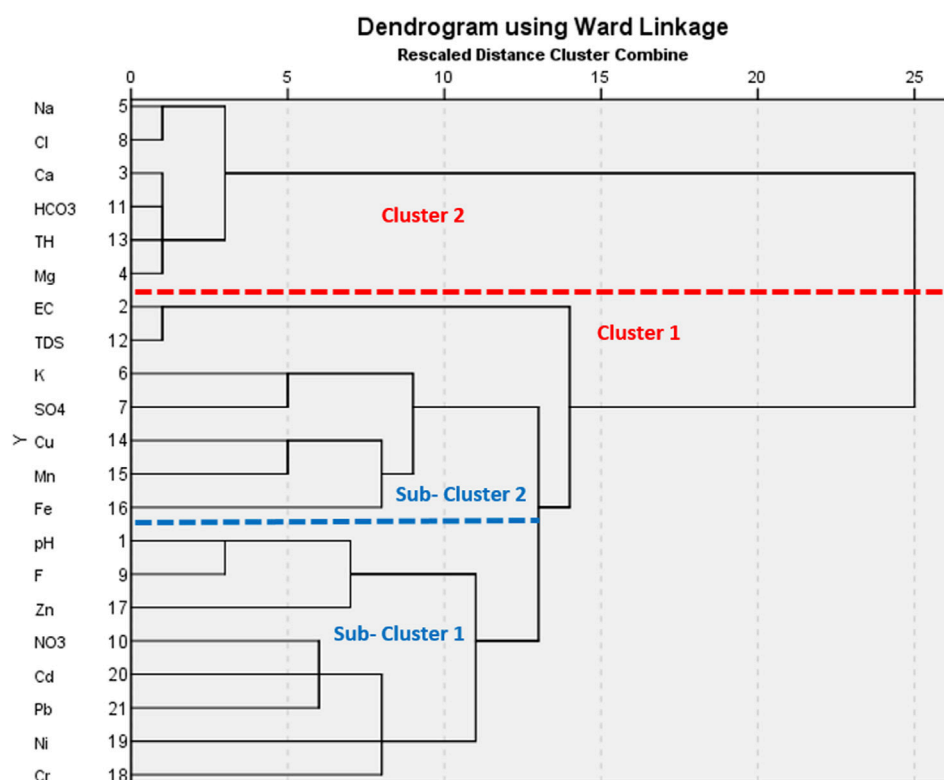 Dendrogram using Ward Linkage
Rescaled Distance Cluster Combine
0 5 10 15 20 25
Na 5
Cl 8
Ca 3
HCO3 11
Cluster 2
TH 13
Mg 4
EC 2
Cluster 1
TDS 12
K 6
SO4 7
Y
Cu 14
Mn 15
Sub- Cluster 2
Fe 16
pH 1
F 9
Zn 17
Sub- Cluster 1
NO3 10
Cd 20
Pb 21
Ni 19
Cr 18